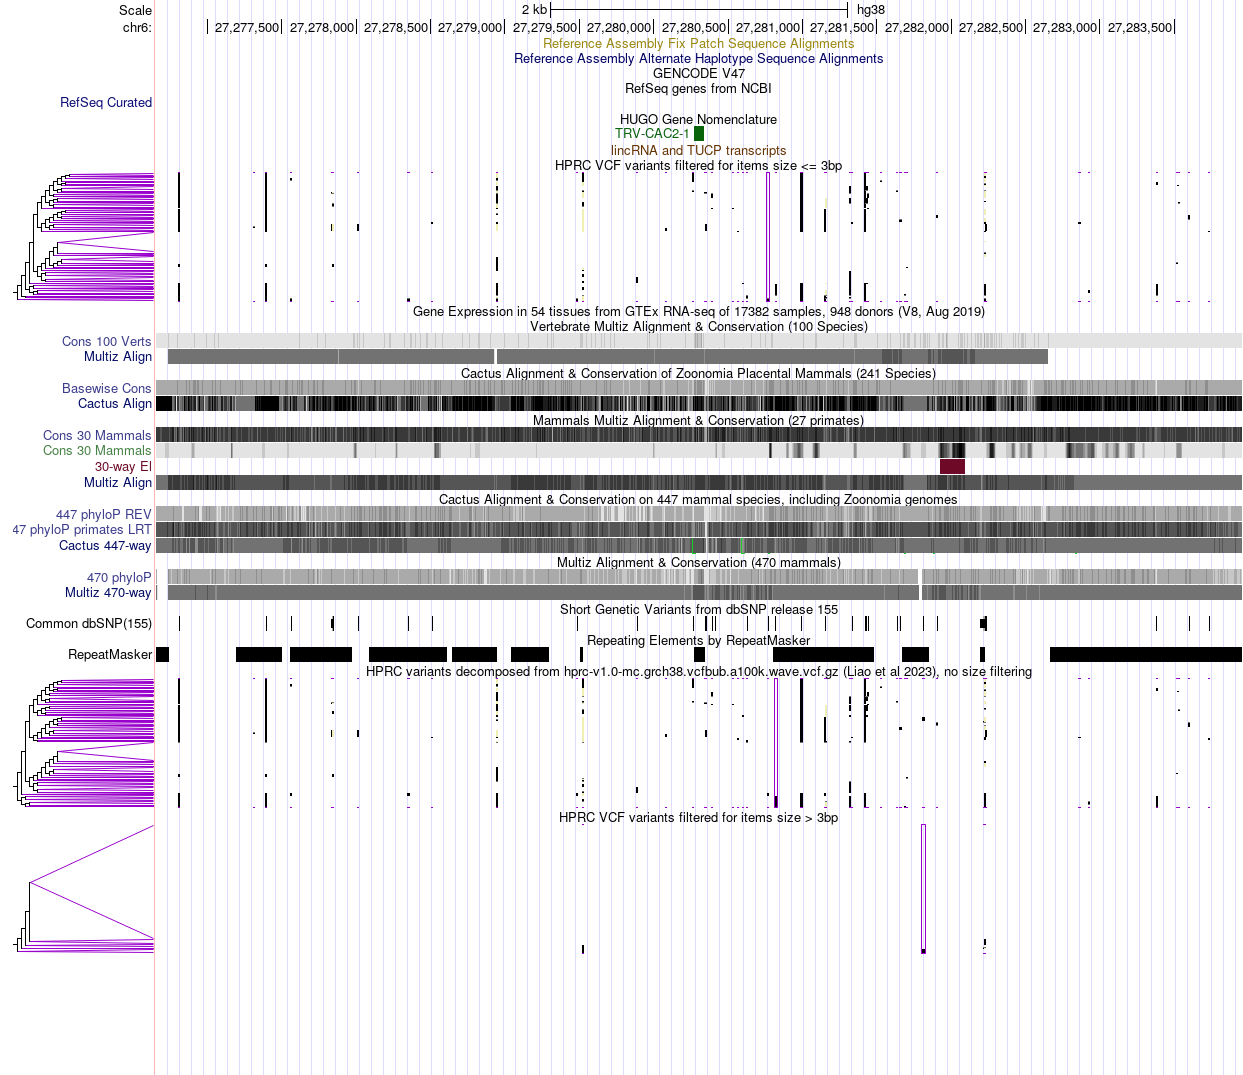 Scale 2 kb hg38
chr6: 27,277,500 27,278,000 27,278,500 27,279,000 27,279,500 27,280,000 27,280,500 27,281,000 27,281,500 27,282,000 27,282,500 27,283,000 27,283,500
Reference Assembly Fix Patch Sequence Alignments
Reference Assembly Alternate Haplotype Sequence Alignments
GENCODE V47
RefSeq genes from NCBI
RefSeq Curated
HUGO Gene Nomenclature
TRV-CAC2-1
lincRNA and TUCP transcripts
HPRC VCF variants filtered for items size <= 3bp
Gene Expression in 54 tissues from GTEx RNA-seq of 17382 samples, 948 donors (V8, Aug 2019)
Vertebrate Multiz Alignment & Conservation (100 Species)
Cons 100 Verts
Multiz Align
Cactus Alignment & Conservation of Zoonomia Placental Mammals (241 Species)
Basewise Cons
Cactus Align
Mammals Multiz Alignment & Conservation (27 primates)
Cons 30 Mammals
Cons 30 Mammals
30-way El
Multiz Align
Cactus Alignment & Conservation on 447 mammal species, including Zoonomia genomes
447 phyloP REV
47 phyloP primates LRT
Cactus 447-way
Multiz Alignment & Conservation (470 mammals)
470 phyloP
Multiz 470-way
Short Genetic Variants from dbSNP release 155
Common dbSNP(155)
Repeating Elements by RepeatMasker
RepeatMasker
HPRC variants decomposed from hprc-v1.0-mc.grch38.vcfbub.a100k.wave.vcf.gz (Liao et al 2023), no size filtering
HPRC VCF variants filtered for items size > 3bp